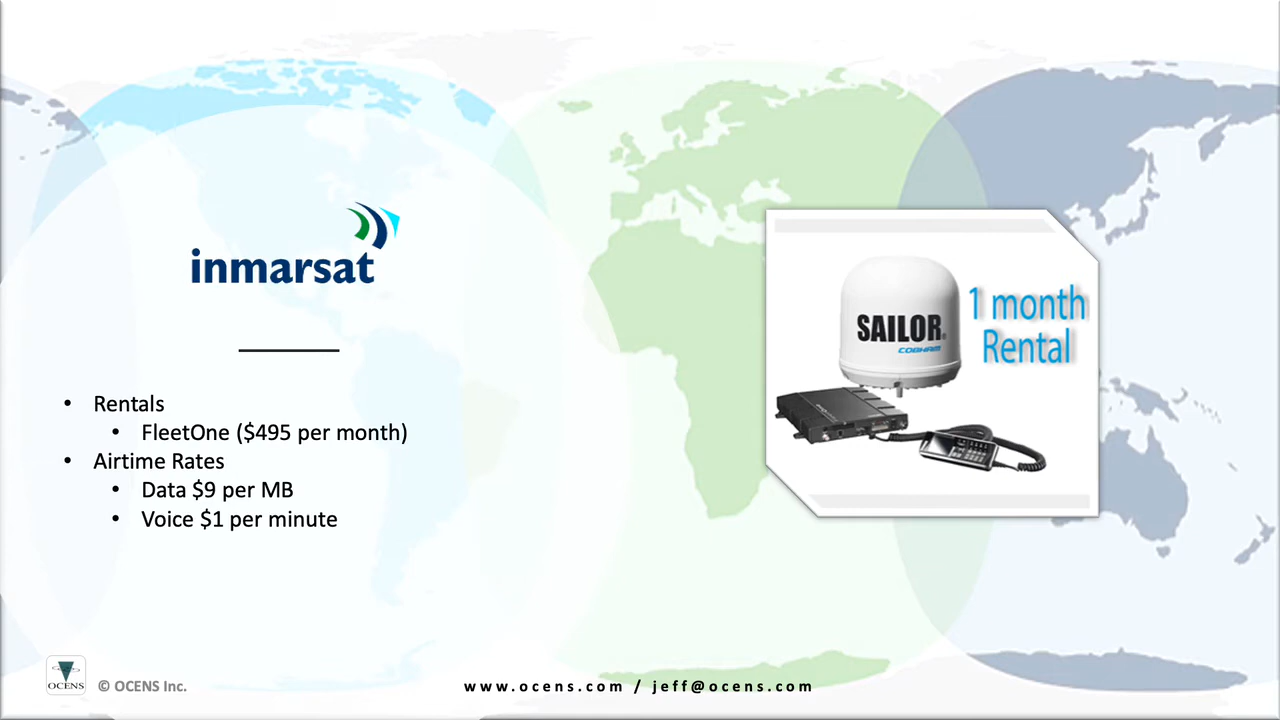 inmarsat
• Rentals
• FleetOne ($495 per month)
• Airtime Rates
• Data $9 per MB
• Voice $1 per minute
SAILOR®
COBHAM
1 month
Rental
OCENS
© OCENS Inc.
www.ocens.com / jeff@ocens.com